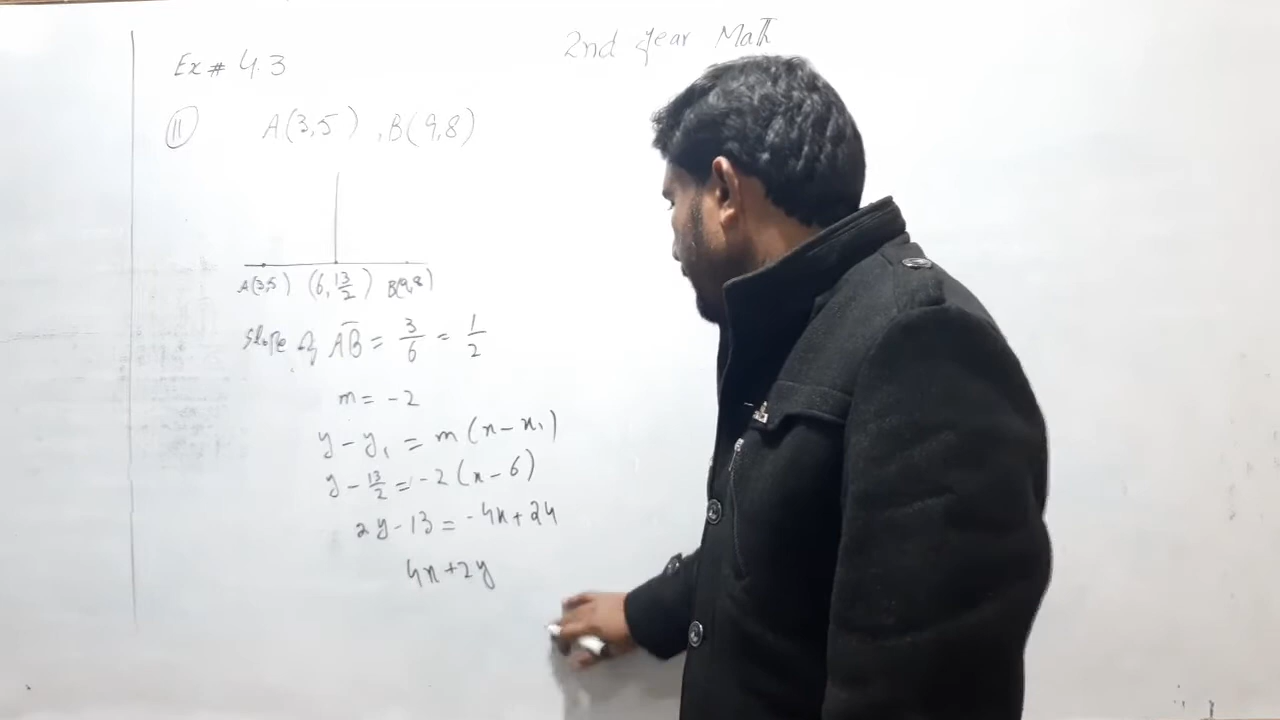 2nd year Math
Ex # 4.3
11 A(3,5) , B(9,8)
A(3,5) (6, 13/2) B(9,8)
Slope of AB = 3/6 = 1/2
m = -2
y - y₁ = m(x - x₁)
y - 13/2 = -2(x - 6)
2y - 13 = -4x + 24
4x + 2y